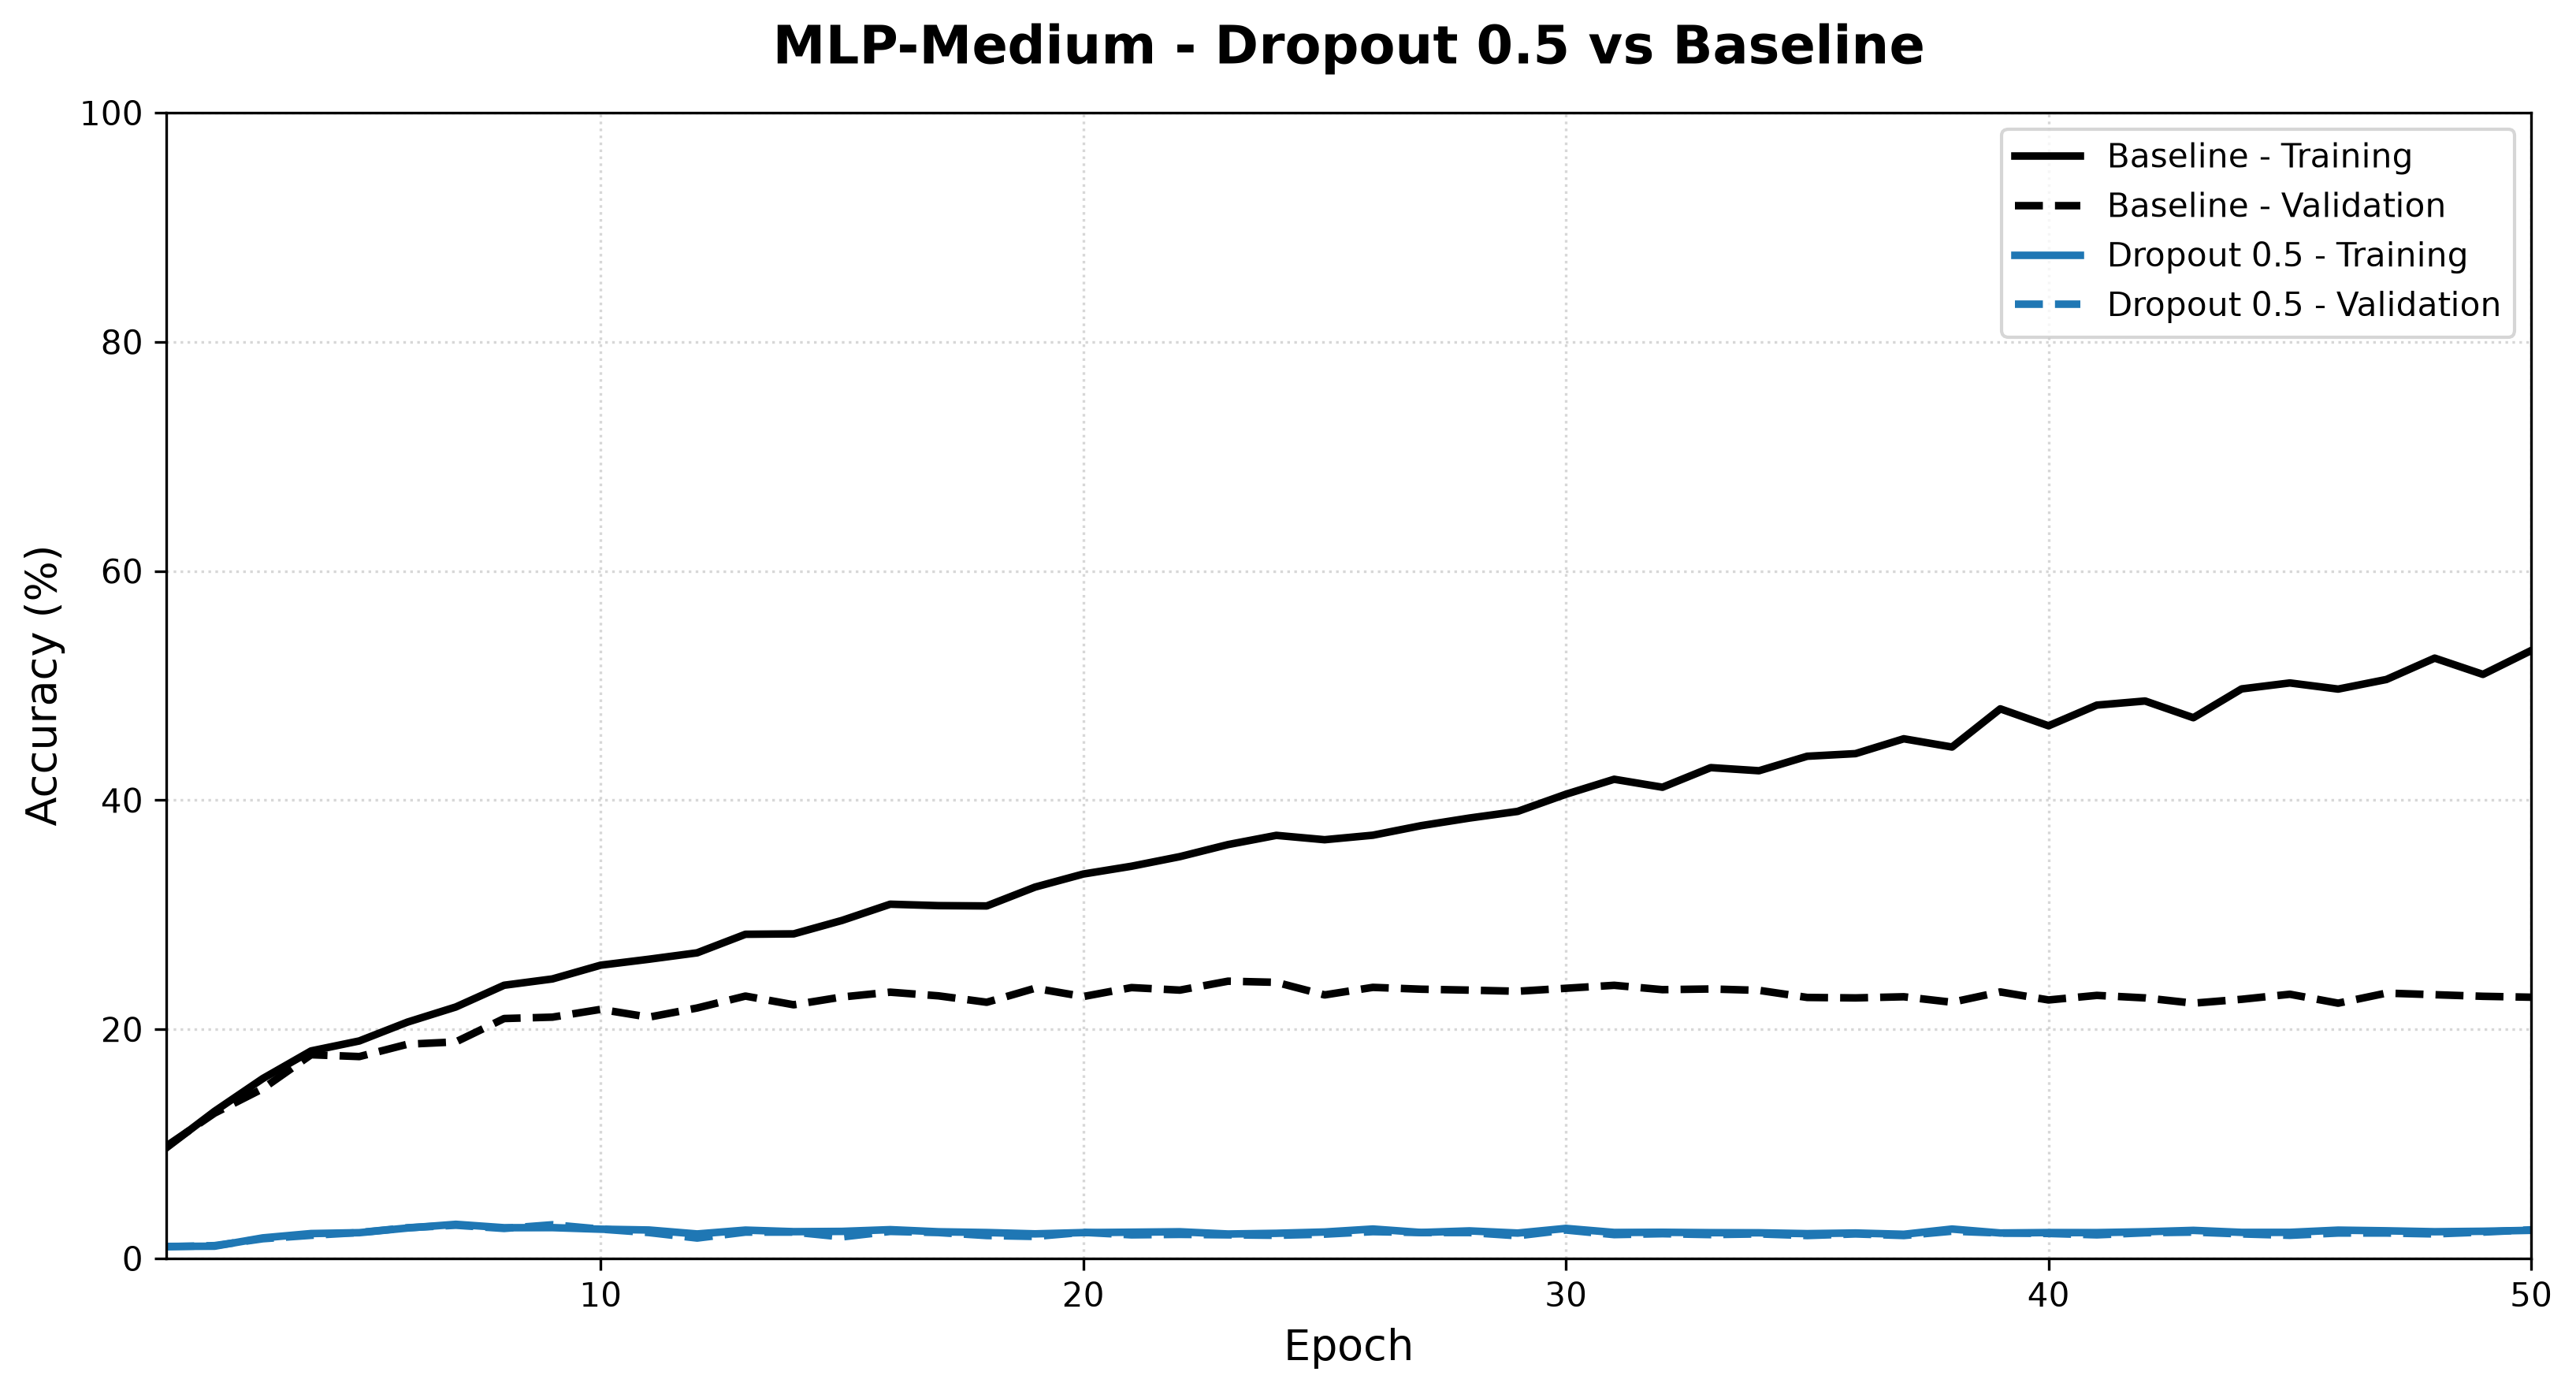 MLP-Medium - Dropout 0.5 vs Baseline
100
80
60
40
20
0
Accuracy (%)
Baseline - Training
Baseline - Validation
Dropout 0.5 - Training
Dropout 0.5 - Validation
10 20 30 40 50
Epoch